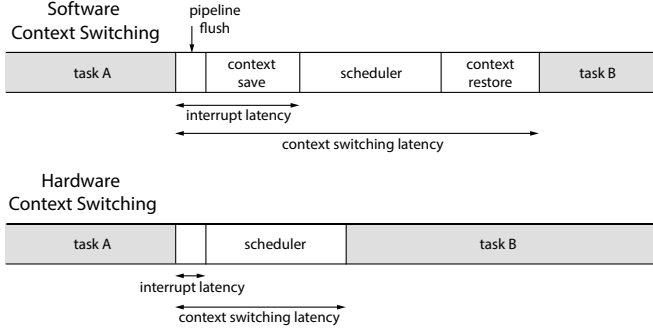 Software
Context Switching
pipeline
flush
task A
context
save
scheduler
context
restore
task B
interrupt latency
context switching latency
Hardware
Context Switching
task A
scheduler
task B
interrupt latency
context switching latency